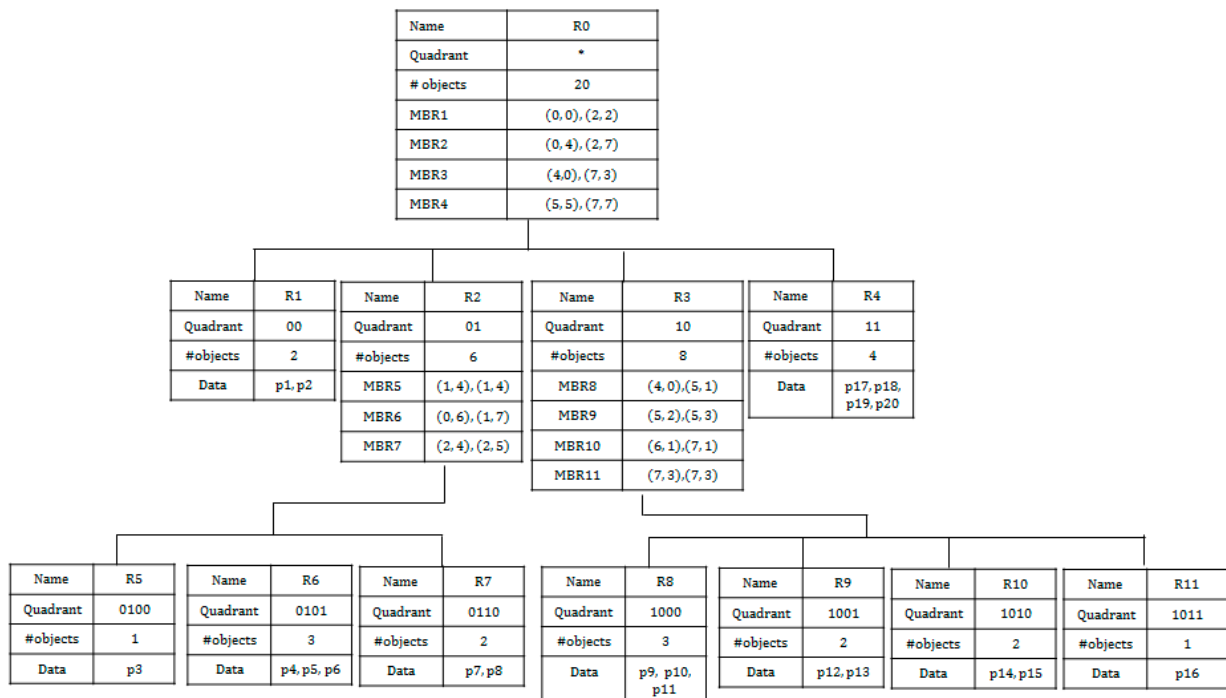 Name R0
Quadrant *
# objects 20
MBR1 (0, 0), (2, 2)
MBR2 (0, 4), (2, 7)
MBR3 (4,0), (7, 3)
MBR4 (5, 5), (7, 7)
Name R1
Quadrant 00
#objects 2
Data p1, p2
Name R2
Quadrant 01
#objects 6
MBR5 (1, 4), (1, 4)
MBR6 (0, 6), (1, 7)
MBR7 (2, 4), (2, 5)
Name R3
Quadrant 10
#objects 8
MBR8 (4, 0), (5, 1)
MBR9 (5, 2),(5, 3)
MBR10 (6, 1),(7, 1)
MBR11 (7, 3),(7, 3)
Name R4
Quadrant 11
#objects 4
Data p17, p18,
p19, p20
Name R5
Quadrant 0100
#objects 1
Data p3
Name R6
Quadrant 0101
#objects 3
Data p4, p5, p6
Name R7
Quadrant 0110
#objects 2
Data p7, p8
Name R8
Quadrant 1000
#objects 3
Data p9, p10,
p11
Name R9
Quadrant 1001
#objects 2
Data p12, p13
Name R10
Quadrant 1010
#objects 2
Data p14, p15
Name R11
Quadrant 1011
#objects 1
Data p16